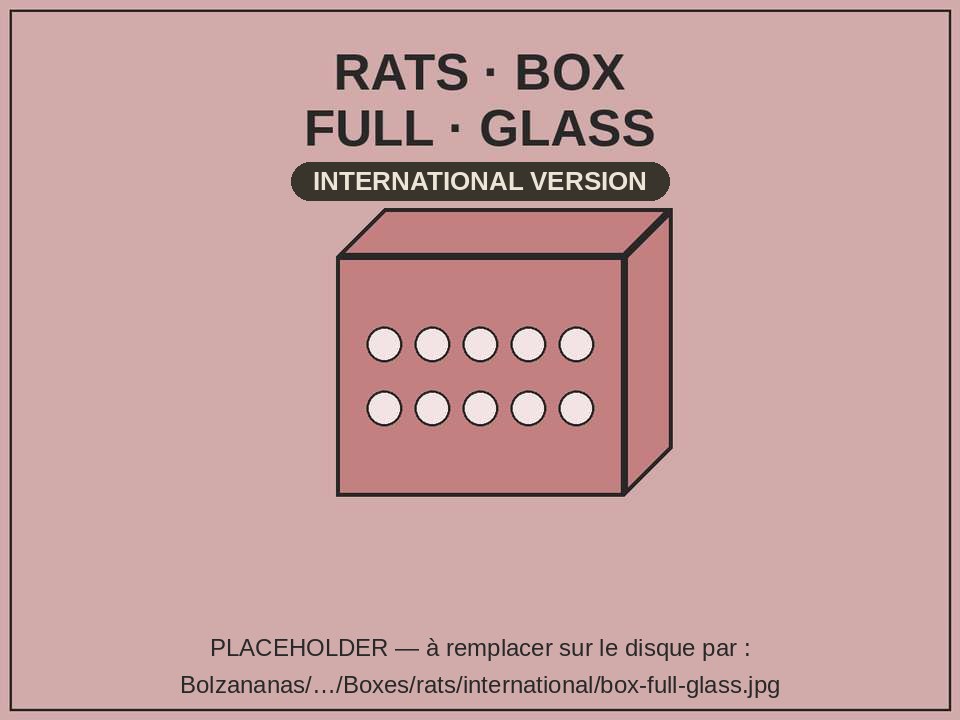 RATS · BOX
FULL · GLASS
INTERNATIONAL VERSION
PLACEHOLDER — à remplacer sur le disque par :
Bolzananas/…/Boxes/rats/international/box-full-glass.jpg